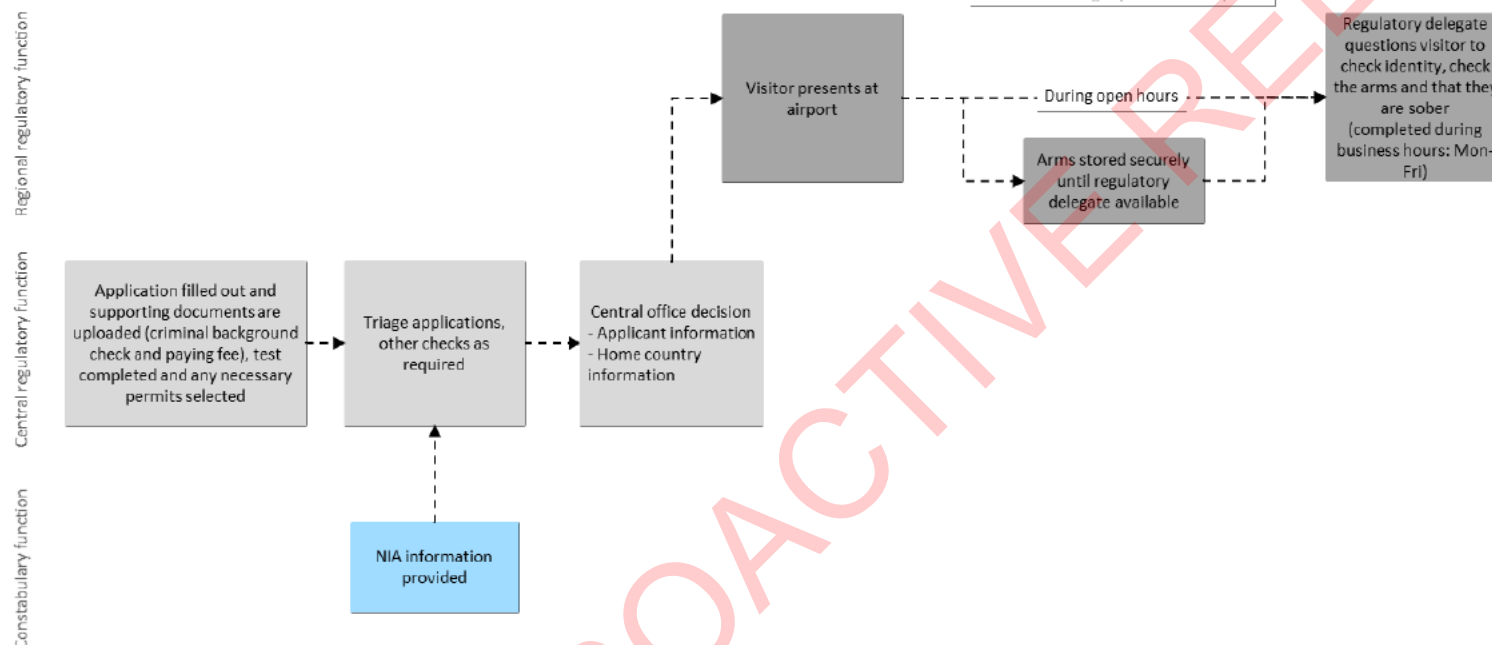 Regional regulatory function
Visitor presents at
airport
During open hours
Arms stored securely
until regulatory
delegate available
Regulatory delegate
questions visitor to
check identity, check
the arms and that they
are sober
(completed during
business hours: Mon-
Fri)
Central regulatory function
Application filled out and
supporting documents are
uploaded (criminal background
check and paying fee), test
completed and any necessary
permits selected
Triage applications,
other checks as
required
Central office decision
- Applicant information
- Home country
information
Constabulary function
NIA information
provided
OACTIVE REL